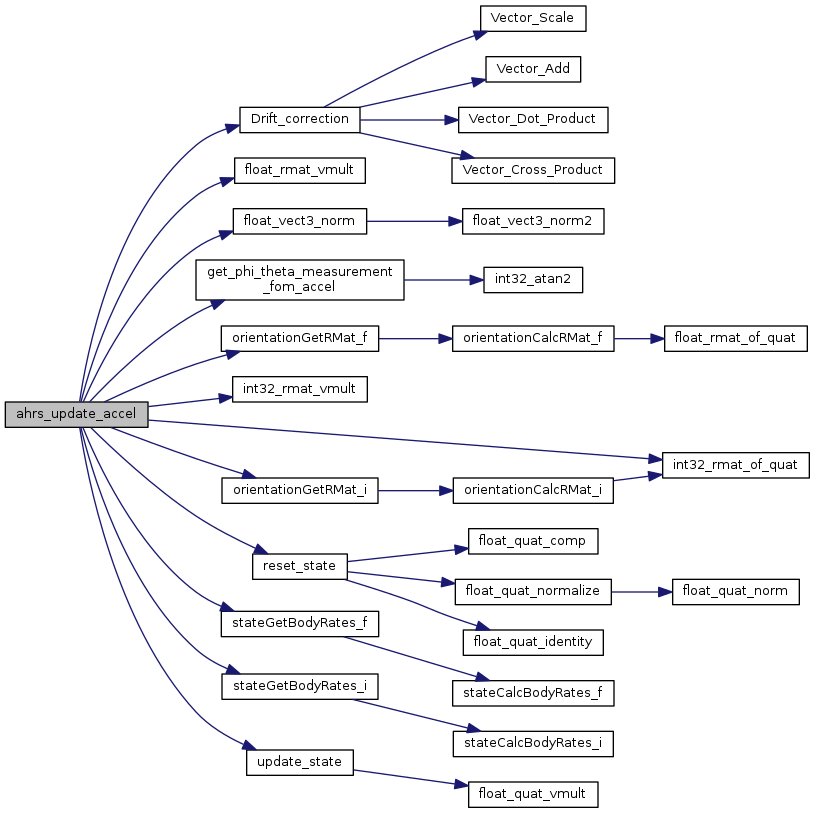 Vector_Scale
Vector_Add
Drift_correction
Vector_Dot_Product
Vector_Cross_Product
float_rmat_vmult
float_vect3_norm
float_vect3_norm2
get_phi_theta_measurement
_fom_accel
int32_atan2
orientationGetRMat_f
orientationCalcRMat_f
float_rmat_of_quat
int32_rmat_vmult
ahrs_update_accel
int32_rmat_of_quat
orientationGetRMat_i
orientationCalcRMat_i
float_quat_comp
reset_state
float_quat_normalize
float_quat_norm
stateGetBodyRates_f
float_quat_identity
stateGetBodyRates_i
stateCalcBodyRates_f
stateCalcBodyRates_i
update_state
float_quat_vmult